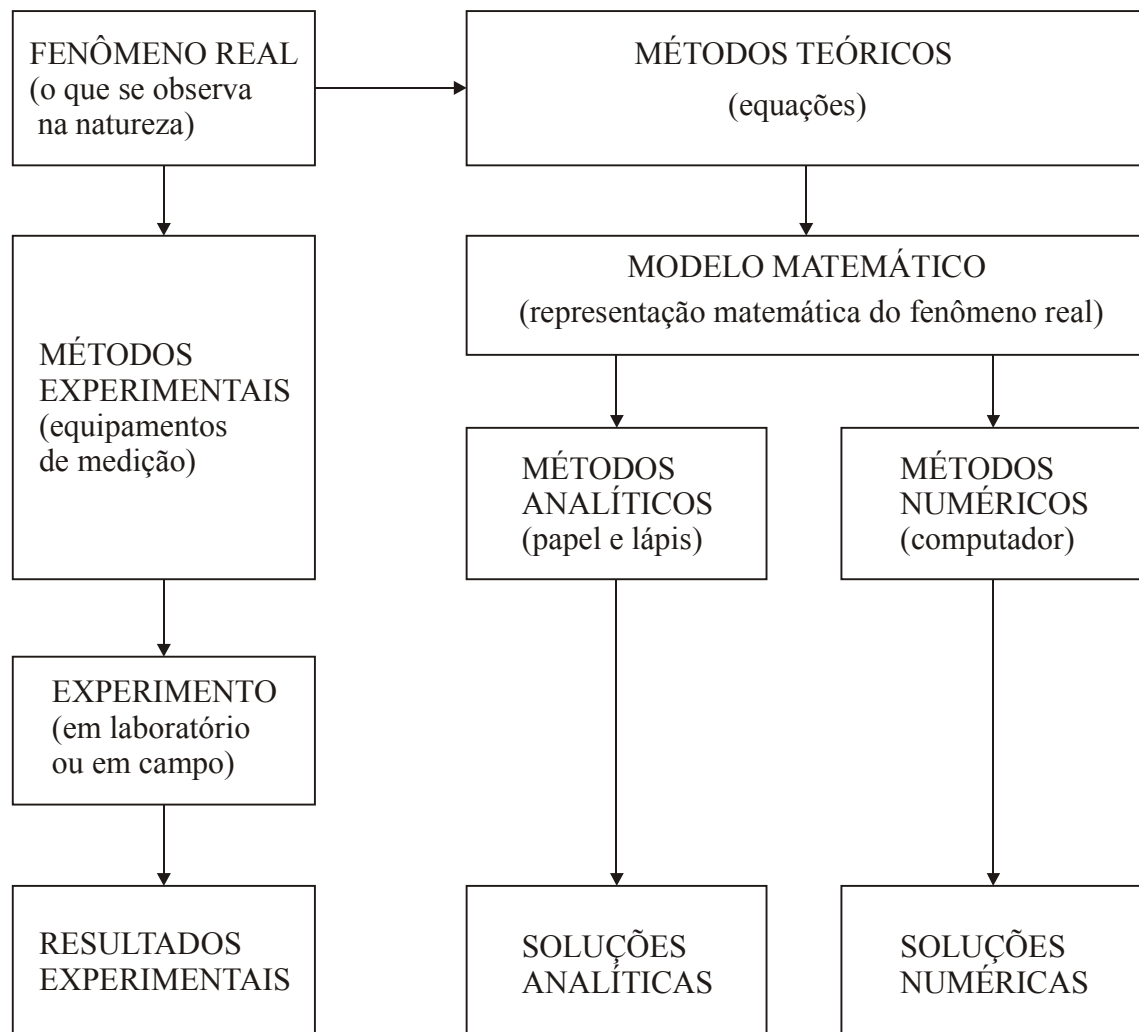 FENÔMENO REAL
(o que se observa
na natureza)
MÉTODOS TEÓRICOS
(equações)
MODELO MATEMÁTICO
(representação matemática do fenômeno real)
MÉTODOS
EXPERIMENTAIS
(equipamentos
de medição)
MÉTODOS
ANALÍTICOS
(papel e lápis)
MÉTODOS
NUMÉRICOS
(computador)
EXPERIMENTO
(em laboratório
ou em campo)
RESULTADOS
EXPERIMENTAIS
SOLUÇÕES
ANALÍTICAS
SOLUÇÕES
NUMÉRICAS